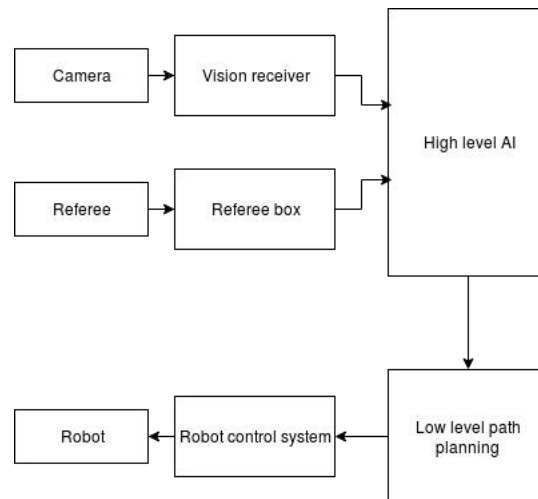 Camera
Vision receiver
High level AI
Referee
Referee box
Robot
Robot control system
Low level path
planning